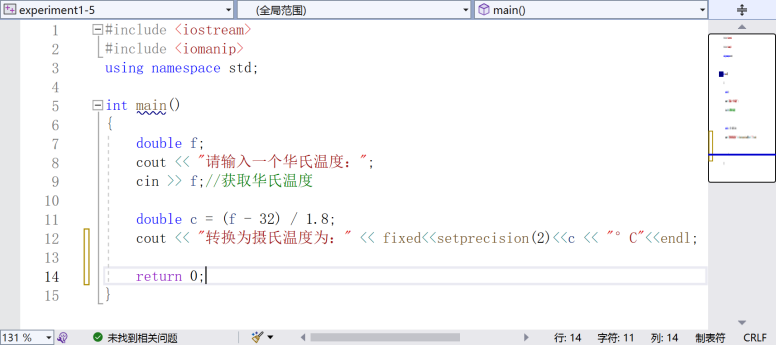 experiment1-5 (全局范围) main()
1 #include <iostream>
2 #include <iomanip>
3 using namespace std;
4
5 int main()
6 {
7 double f;
8 cout << "请输入一个华氏温度：";
9 cin >> f;//获取华氏温度
10
11 double c = (f - 32) / 1.8;
12 cout << "转换为摄氏温度为：" << fixed<<setprecision(2)<<c << "° C"<<endl;
13
14 return 0;
15 }
131 % 未找到相关问题 行: 14 字符: 11 列: 14 制表符 CRLF